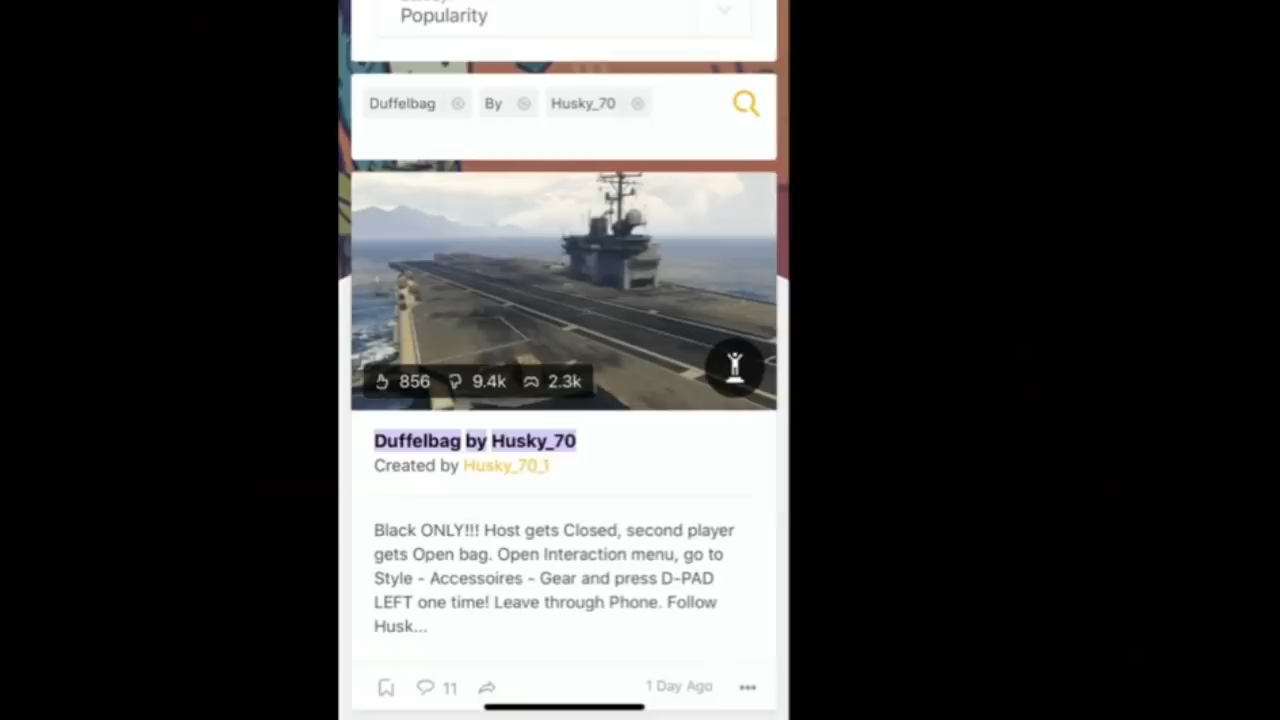 Popularity
Duffelbag By Husky_70
856 9.4k 2.3k
Duffelbag by Husky_70
Created by Husky_70_1
Black ONLY!!! Host gets Closed, second player
gets Open bag. Open Interaction menu, go to
Style - Accessoires - Gear and press D-PAD
LEFT one time! Leave through Phone. Follow
Husk...
11 1 Day Ago